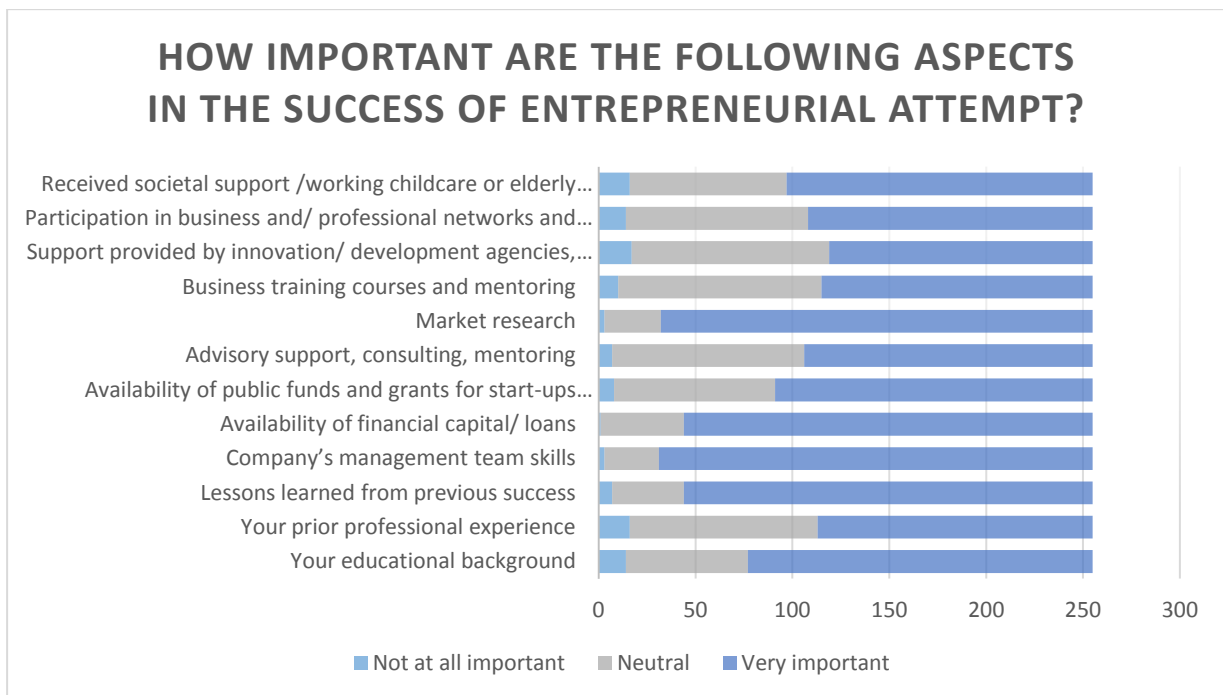 HOW IMPORTANT ARE THE FOLLOWING ASPECTS
IN THE SUCCESS OF ENTREPRENEURIAL ATTEMPT?
Received societal support /working childcare or elderly...
Participation in business and/ professional networks and...
Support provided by innovation/ development agencies,...
Business training courses and mentoring
Market research
Advisory support, consulting, mentoring
Availability of public funds and grants for start-ups...
Availability of financial capital/ loans
Company’s management team skills
Lessons learned from previous success
Your prior professional experience
Your educational background
0 50 100 150 200 250 300
Not at all important Neutral Very important